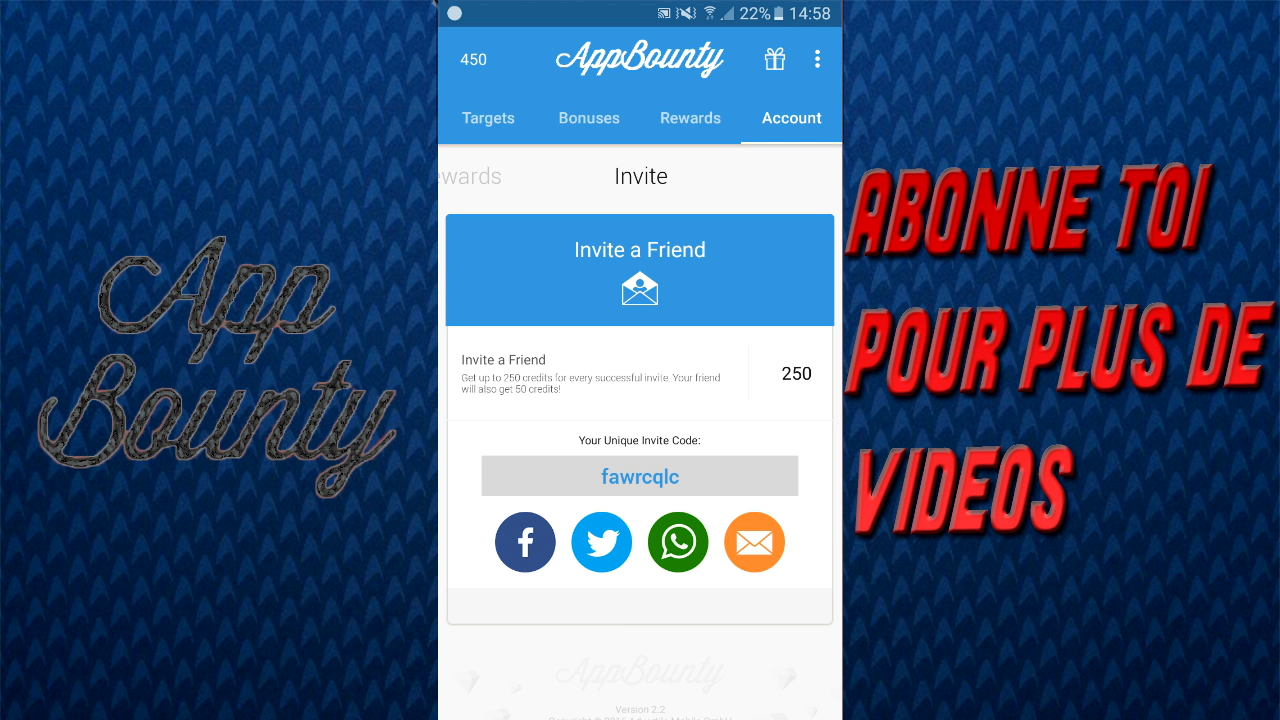 App
Bounty
22% 14:58
450 AppBounty
Targets Bonuses Rewards Account
ewards Invite
Invite a Friend
Invite a Friend
Get up to 250 credits for every successful invite. Your friend
will also get 50 credits!
250
Your Unique Invite Code:
fawrcqlc
AppBounty
Version 2.2
ABONNE TOI
POUR PLUS DE
VIDEOS